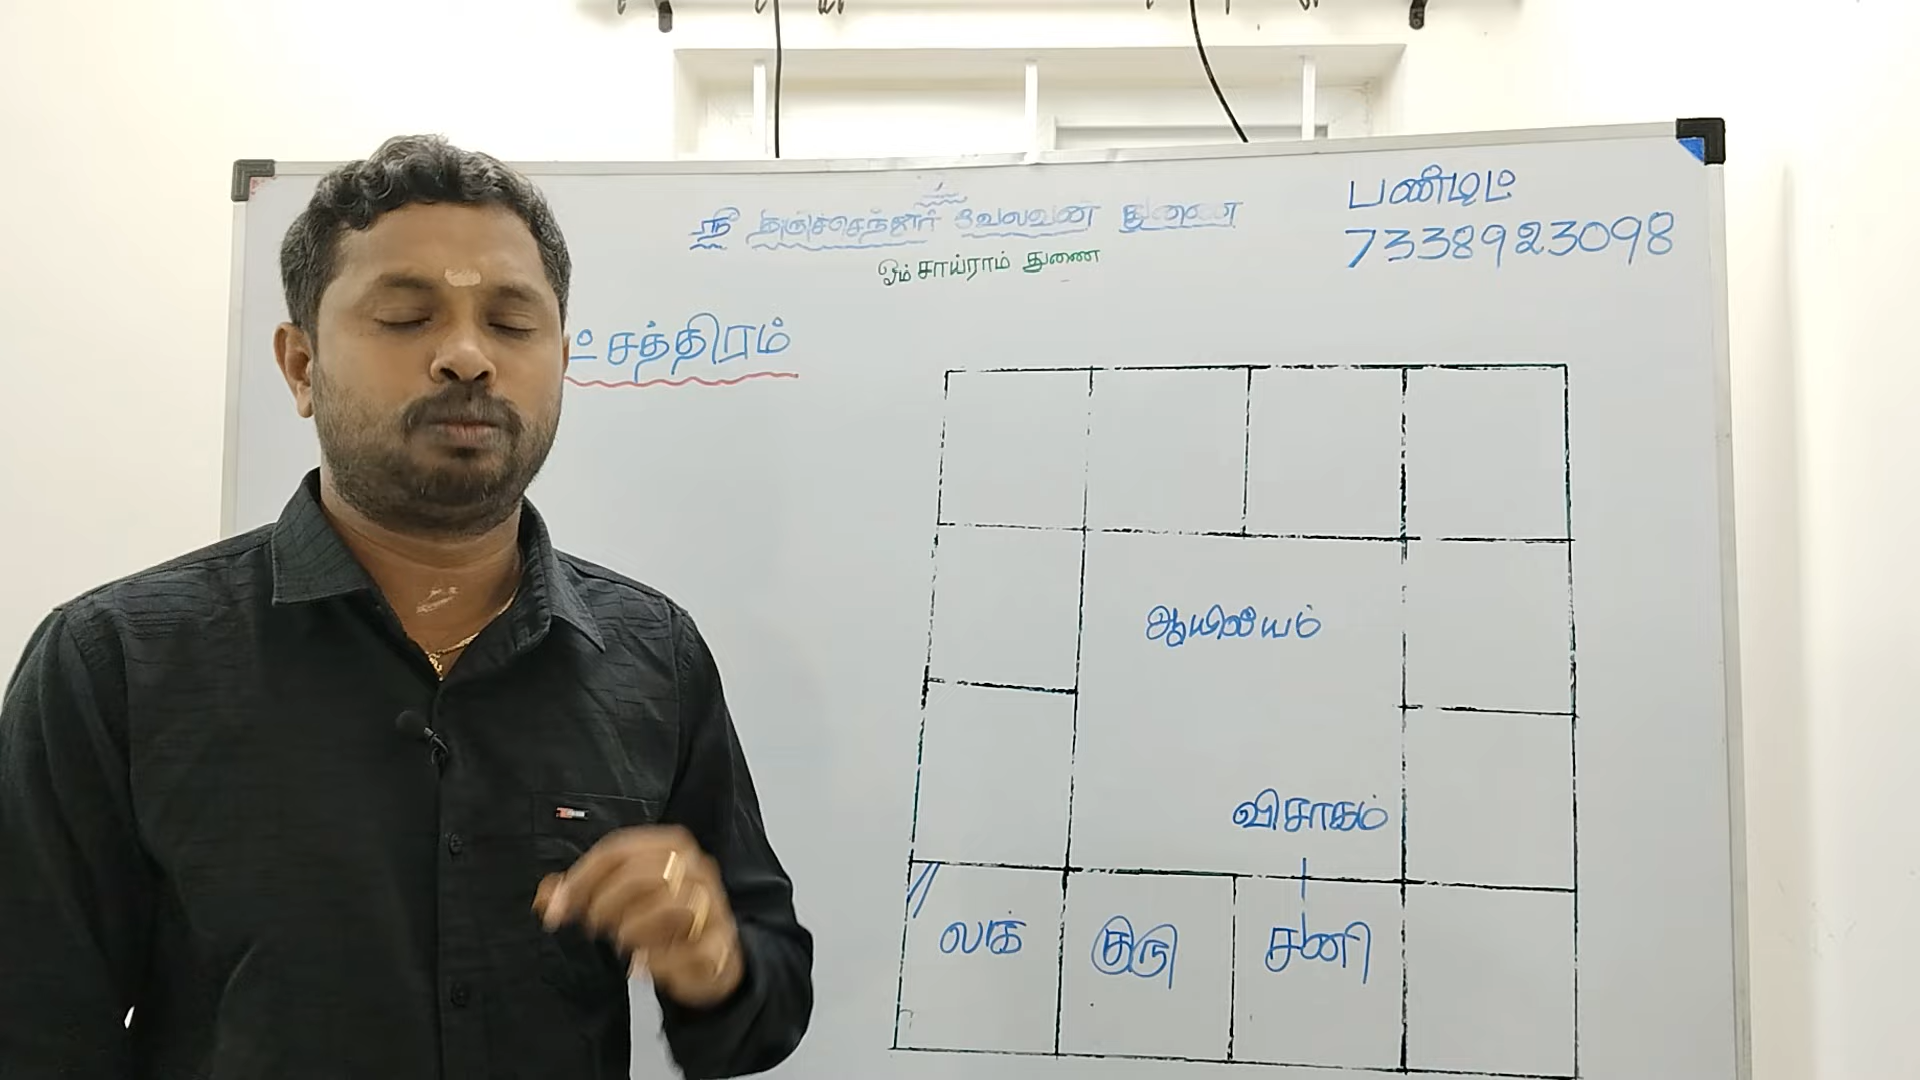 ஸ்ரீ திருச்செந்தூர் வேலவன் துணை
ஓம் சாய்ராம் துணை
பண்டிட்
7338923098
ட்சத்திரம்
ஆயில்யம்
விசாகம்
லக்
குரு
சனி